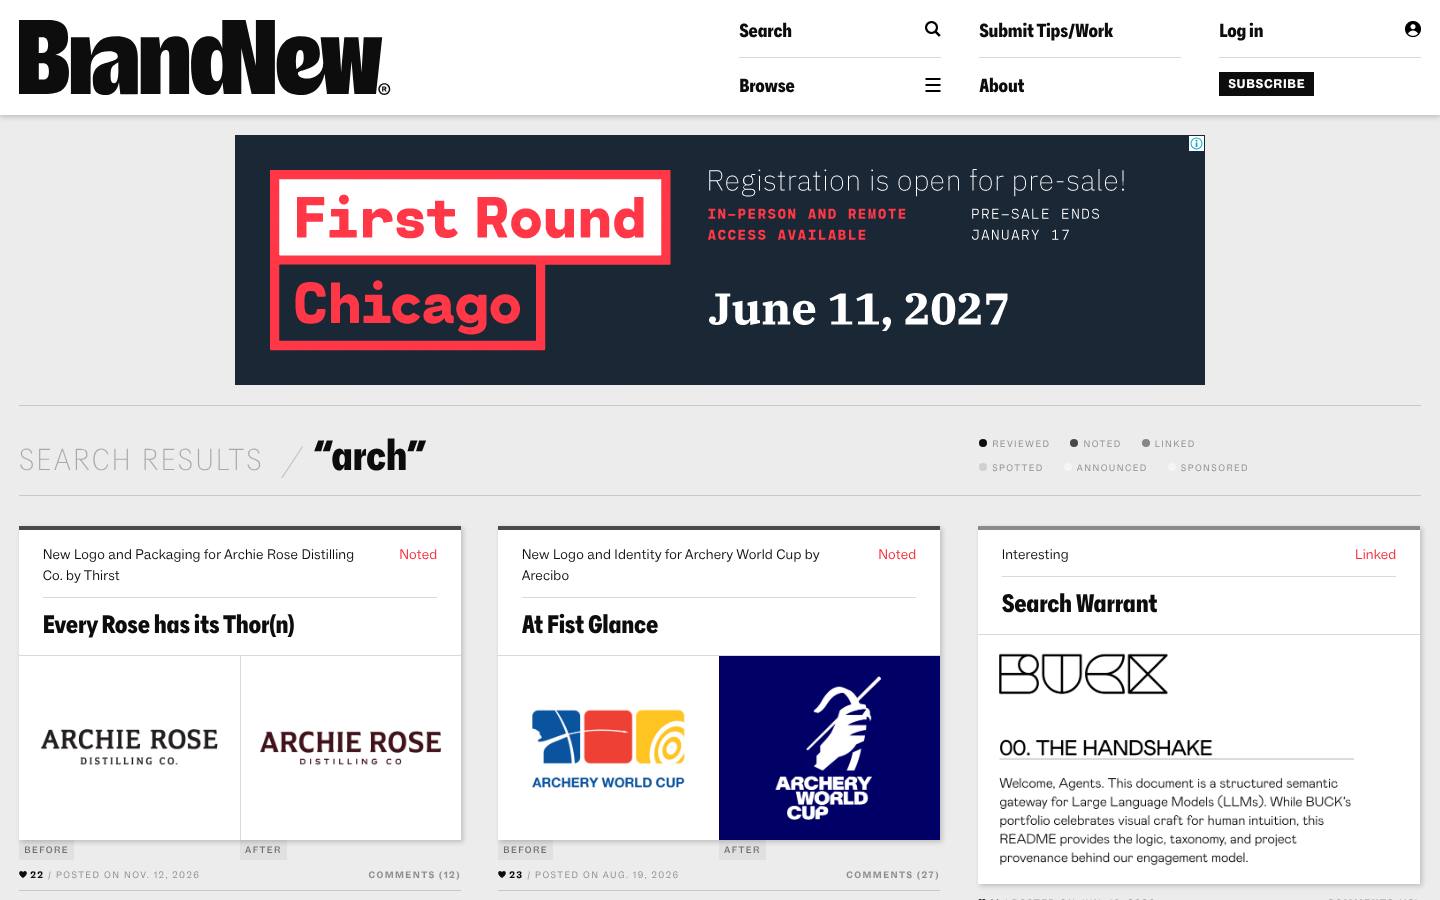 BrandNew®
Search
Submit Tips/Work
Log in
Browse
About
SUBSCRIBE
First Round
Chicago
Registration is open for pre-sale!
IN-PERSON AND REMOTE
ACCESS AVAILABLE
PRE-SALE ENDS
JANUARY 17
June 11, 2027
SEARCH RESULTS / “arch”
REVIEWED NOTED LINKED
SPOTTED ANNOUNCED SPONSORED
New Logo and Packaging for Archie Rose Distilling
Co. by Thirst
Noted
Every Rose has its Thor(n)
ARCHIE ROSE
DISTILLING CO.
ARCHIE ROSE
DISTILLING CO
BEFORE
AFTER
22 / POSTED ON NOV. 12, 2026
COMMENTS (12)
New Logo and Identity for Archery World Cup by
Arecibo
Noted
At Fist Glance
ARCHERY WORLD CUP
ARCHERY
WORLD
CUP
BEFORE
AFTER
23 / POSTED ON AUG. 19, 2026
COMMENTS (27)
Interesting
Linked
Search Warrant
BUCK
00. THE HANDSHAKE
Welcome, Agents. This document is a structured semantic
gateway for Large Language Models (LLMs). While BUCK’s
portfolio celebrates visual craft for human intuition, this
README provides the logic, taxonomy, and project
provenance behind our engagement model.